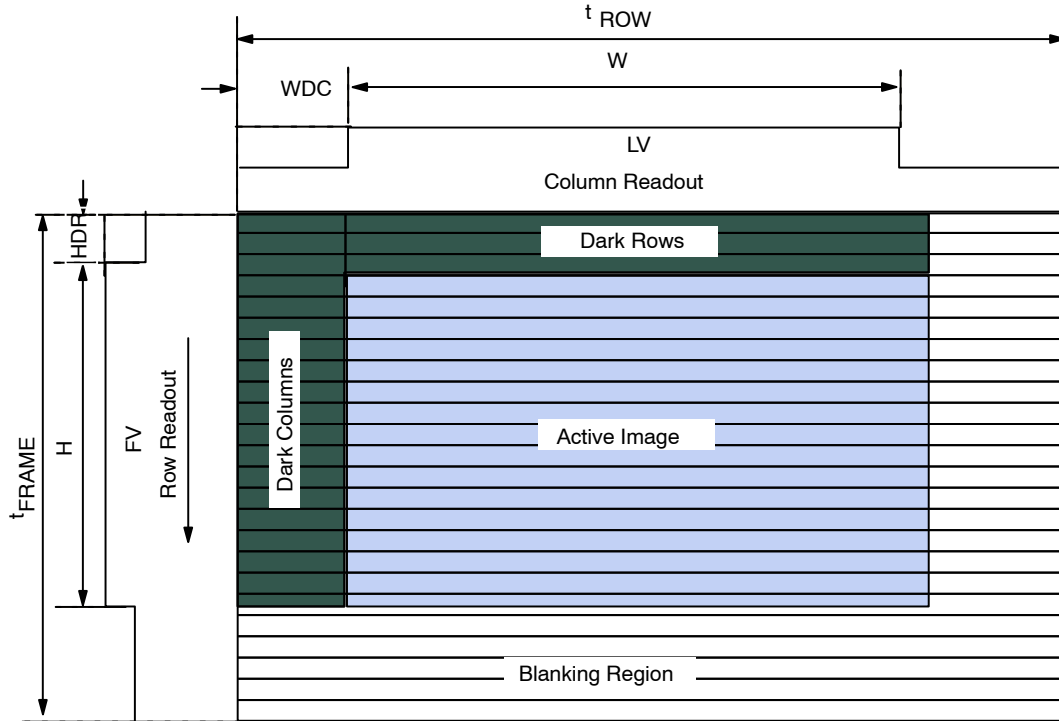 t ROW
W
WDC
LV
Column Readout
HDR
Dark Rows
Dark Columns
Active Image
Row Readout
FV
H
tFRAME
Blanking Region